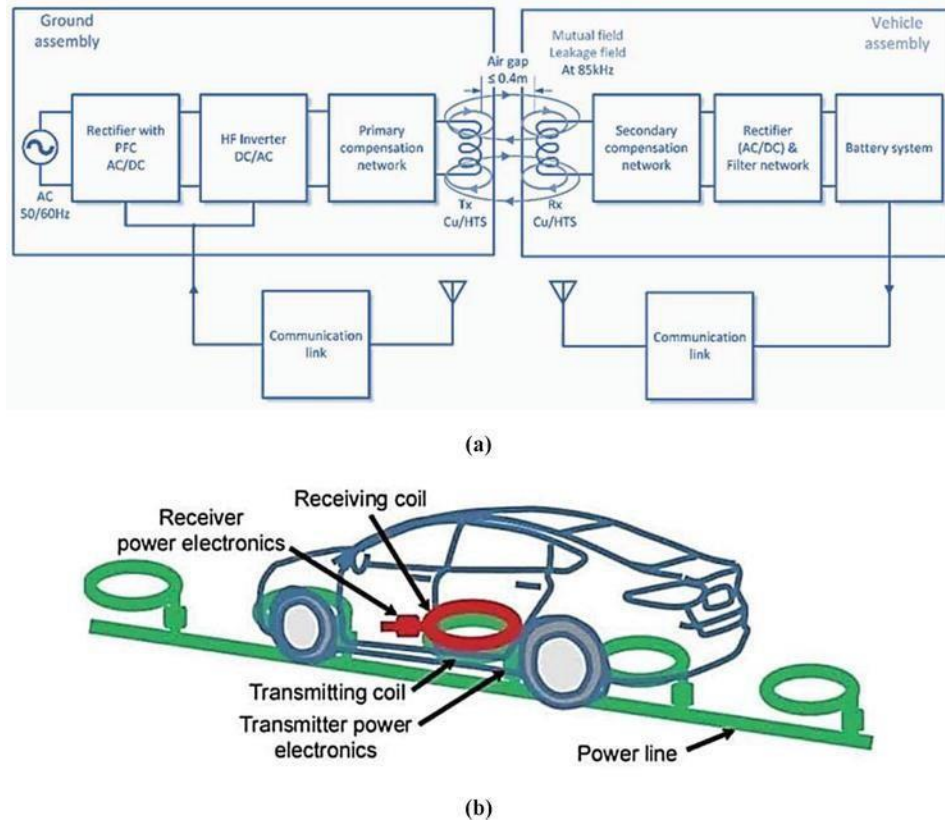 Ground
assembly
Vehicle
assembly
Mutual field
Leakage field
At 85kHz
Air gap
≤ 0.4m
Rectifier with
PFC
AC/DC
HF Inverter
DC/AC
Primary
compensation
network
Secondary
compensation
network
Rectifier
(AC/DC) &
Filter network
Battery system
AC
50/60Hz
Tx
Cu/HTS
Rx
Cu/HTS
Communication
link
Communication
link
(a)
Receiving coil
Receiver
power electronics
Transmitting coil
Transmitter power
electronics
Power line
(b)